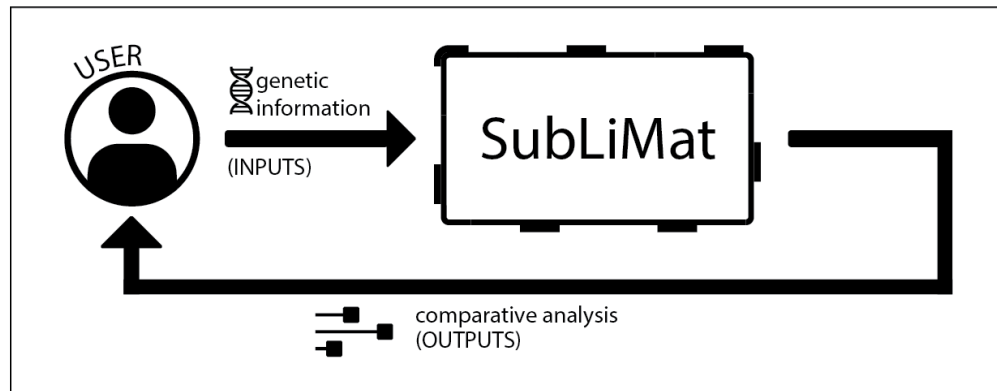 USER
genetic
information
(INPUTS)
SubLiMat
comparative analysis
(OUTPUTS)